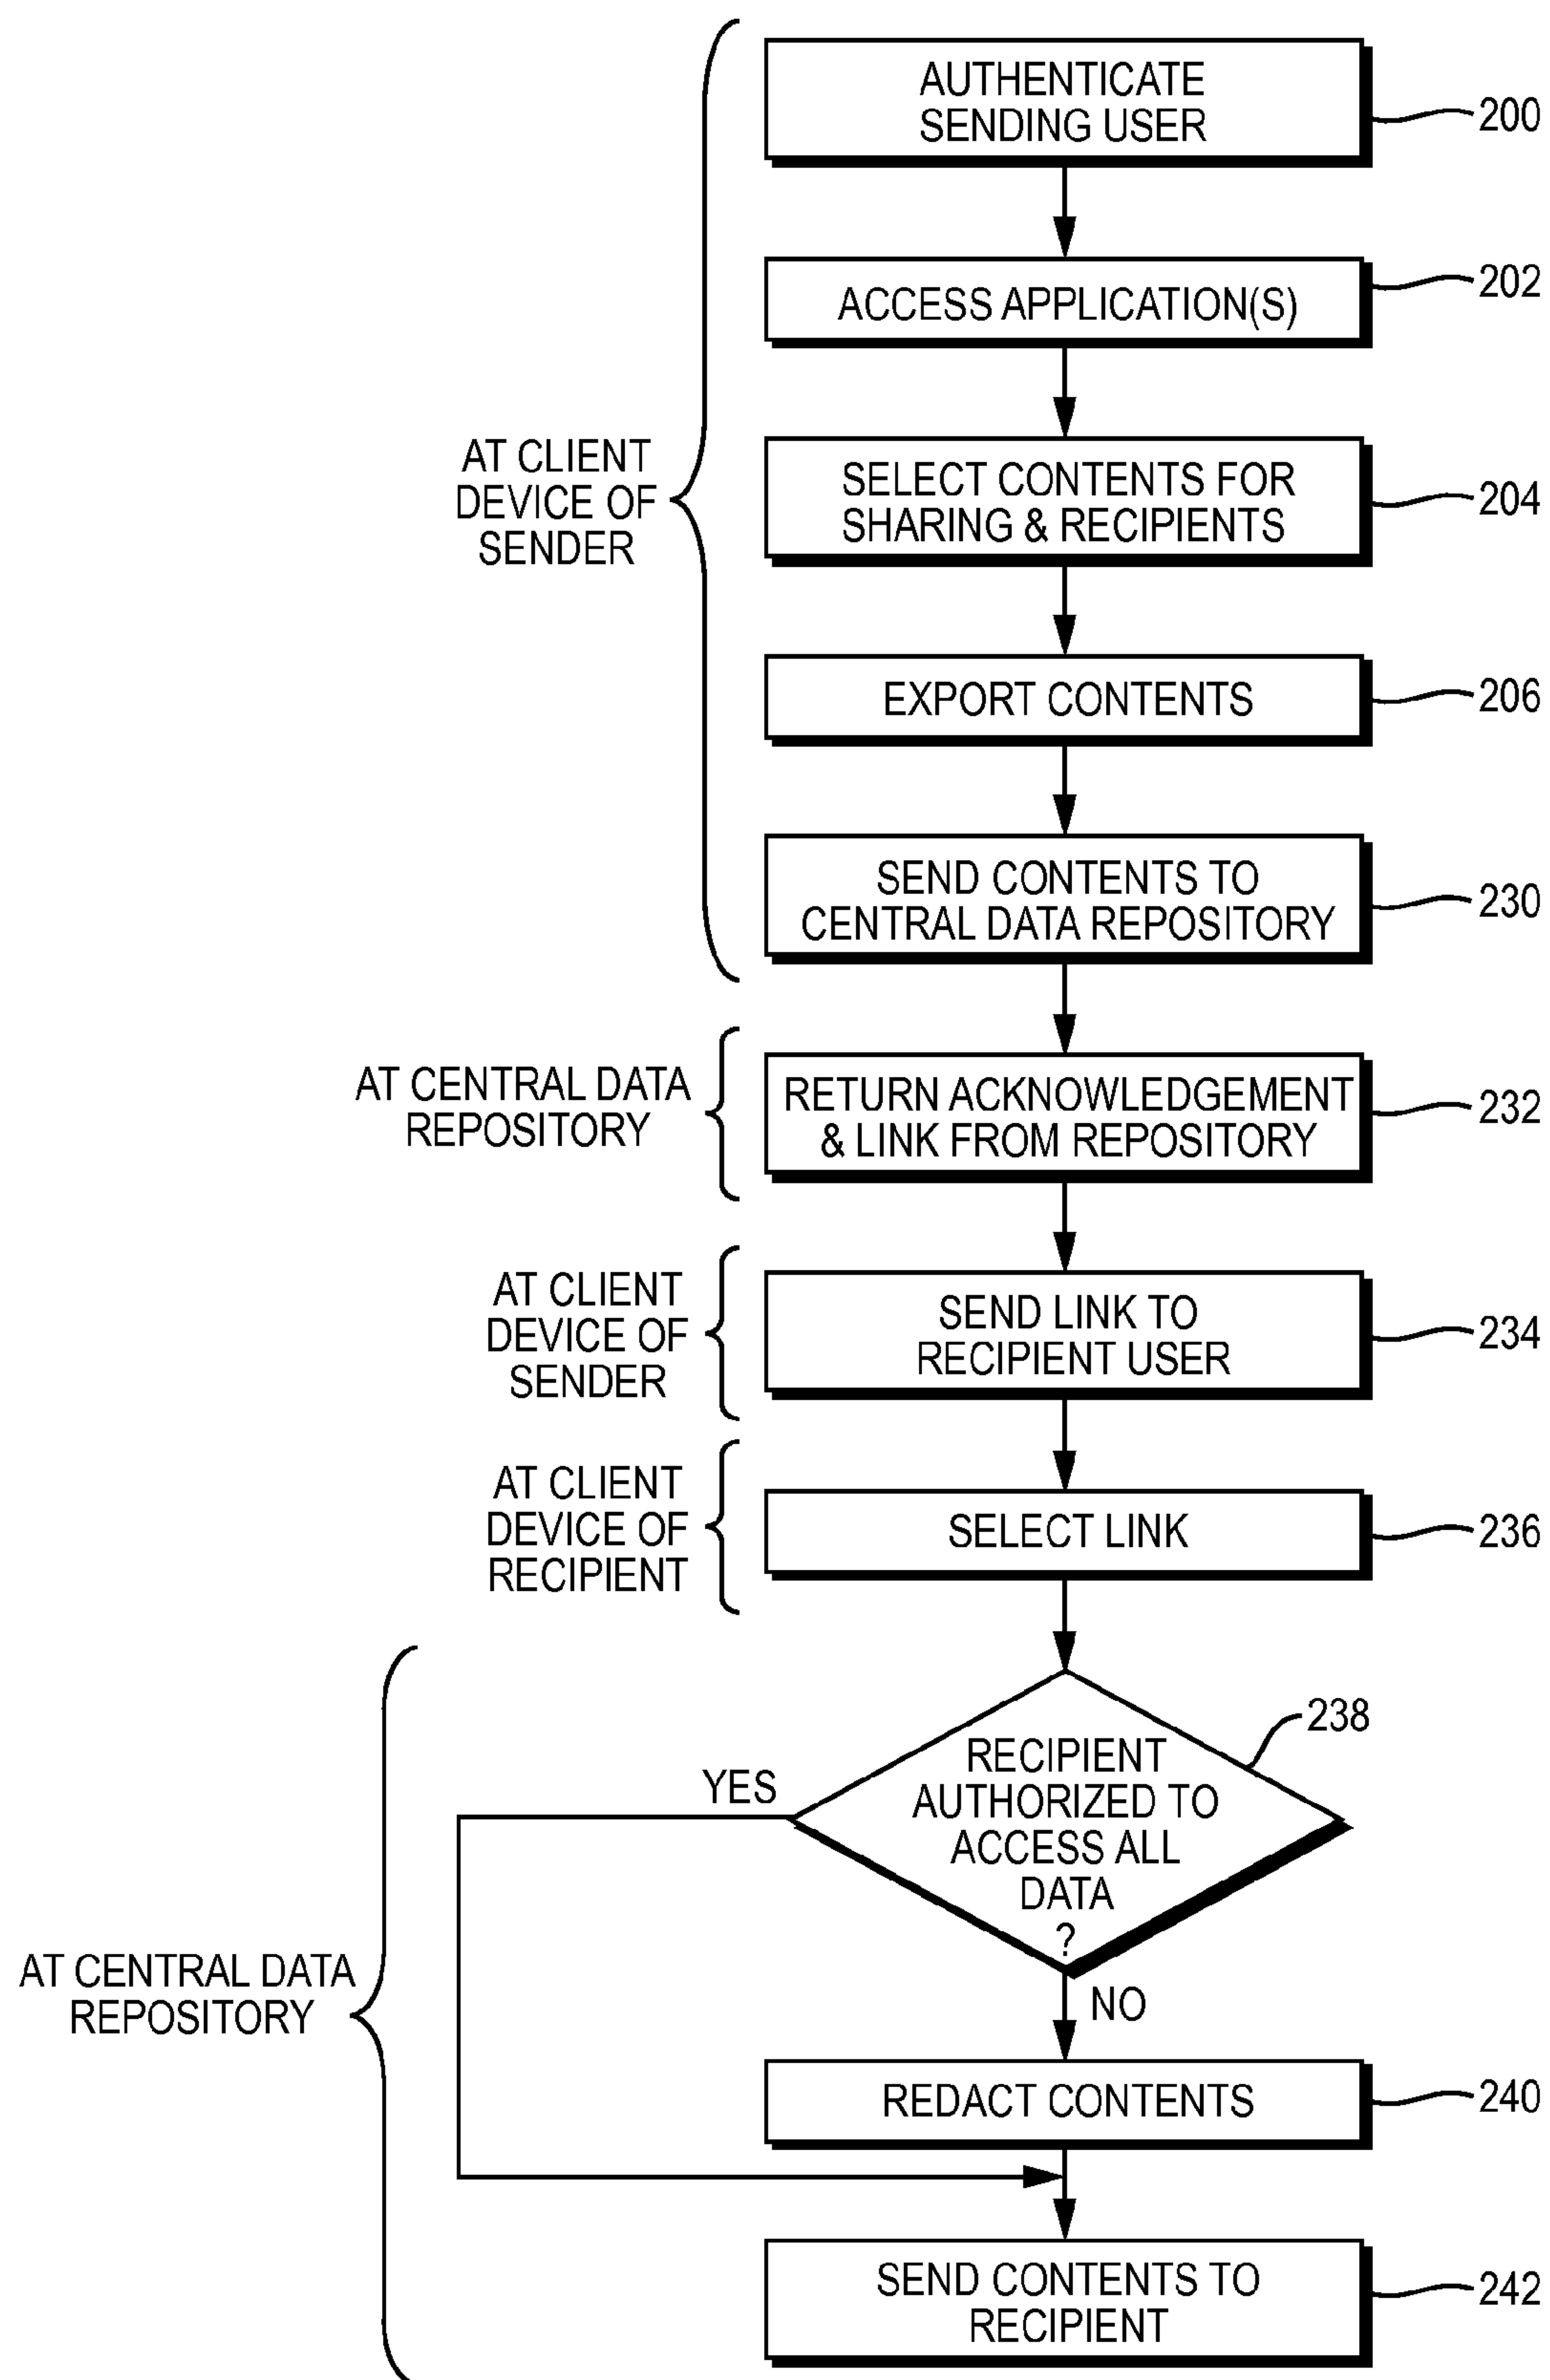 AUTHENTICATE
SENDING USER
200
ACCESS APPLICATION(S)
202
AT CLIENT
DEVICE OF
SENDER
SELECT CONTENTS FOR
SHARING & RECIPIENTS
204
EXPORT CONTENTS
206
SEND CONTENTS TO
CENTRAL DATA REPOSITORY
230
AT CENTRAL DATA
REPOSITORY
RETURN ACKNOWLEDGEMENT
& LINK FROM REPOSITORY
232
AT CLIENT
DEVICE OF
SENDER
SEND LINK TO
RECIPIENT USER
234
AT CLIENT
DEVICE OF
RECIPIENT
SELECT LINK
236
238
RECIPIENT
AUTHORIZED TO
ACCESS ALL
DATA
?
YES
NO
AT CENTRAL DATA
REPOSITORY
REDACT CONTENTS
240
SEND CONTENTS TO
RECIPIENT
242